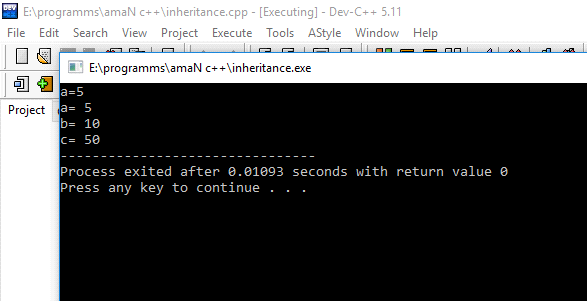 E:\programms\amaN c++\inheritance.cpp - [Executing] - Dev-C++ 5.11
File Edit Search View Project Execute Tools AStyle Window Help
E:\programms\amaN c++\inheritance.exe
Project
a=5
a= 5
b= 10
c= 50
--------------------------------
Process exited after 0.01093 seconds with return value 0
Press any key to continue . . .